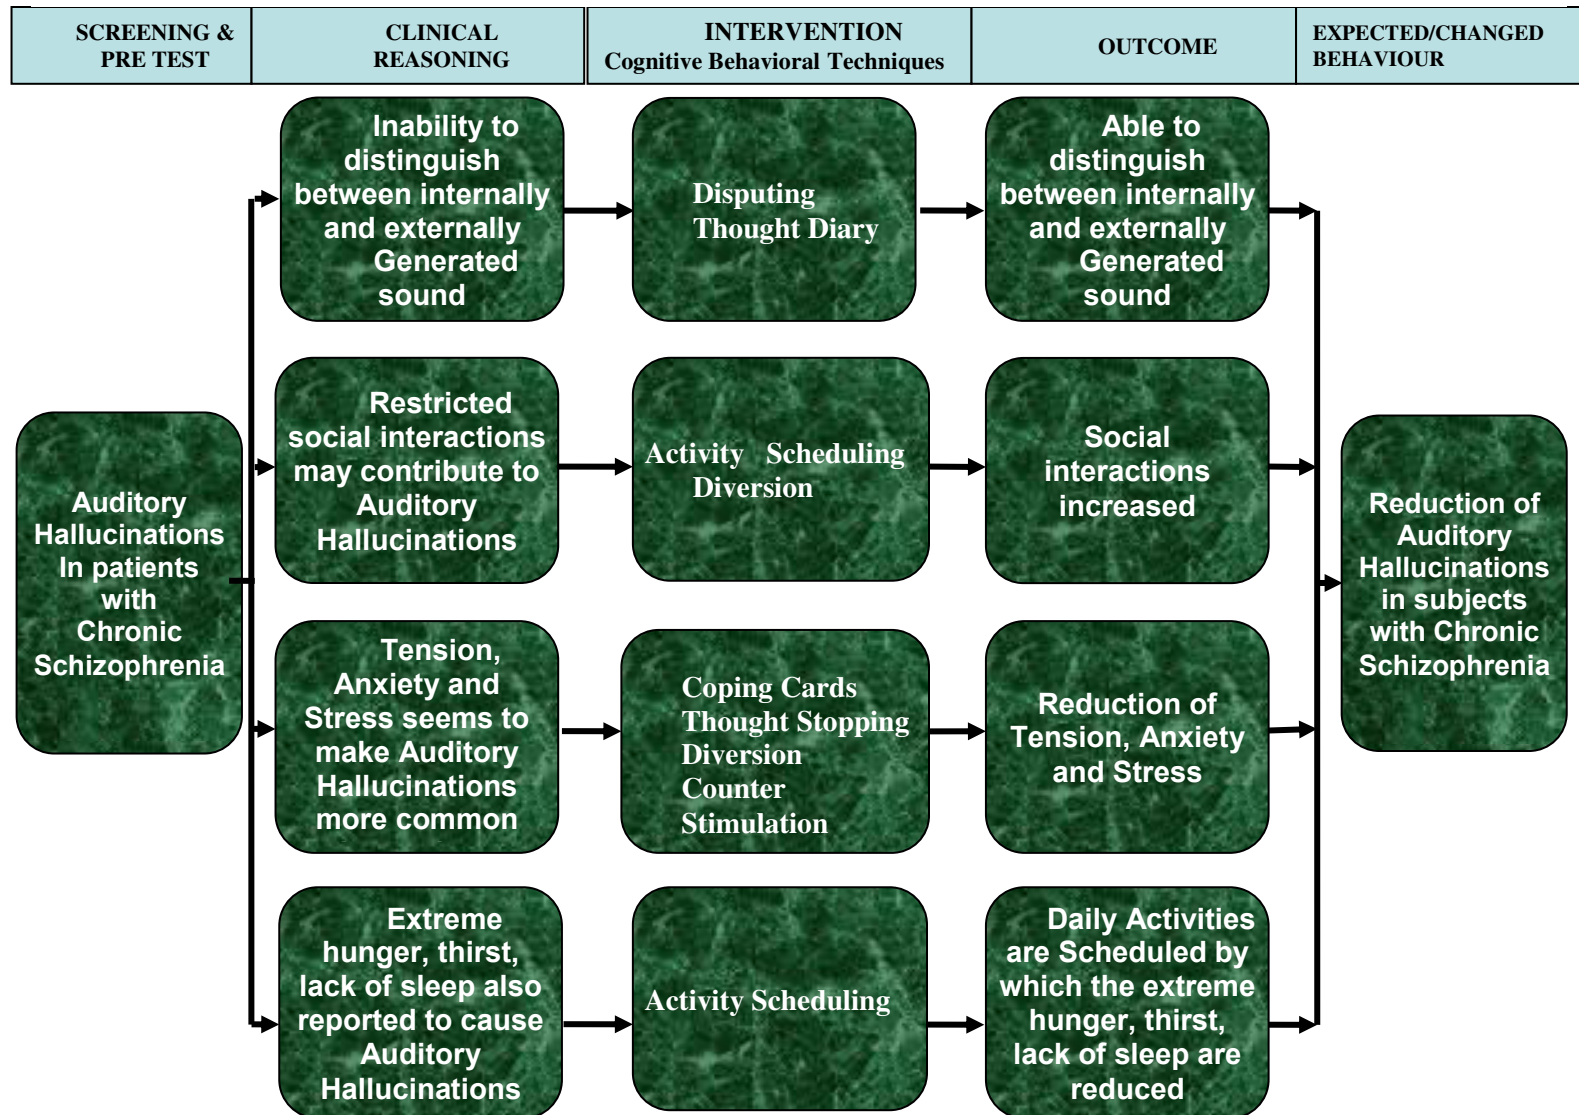 SCREENING &
PRE TEST
CLINICAL
REASONING
INTERVENTION
Cognitive Behavioral Techniques
OUTCOME
EXPECTED/CHANGED
BEHAVIOUR
Auditory
Hallucinations
In patients
with
Chronic
Schizophrenia
Inability to
distinguish
between internally
and externally
Generated
sound
Disputing
Thought Diary
Able to
distinguish
between internally
and externally
Generated
sound
Restricted
social interactions
may contribute to
Auditory
Hallucinations
Activity Scheduling
Diversion
Social
interactions
increased
Tension,
Anxiety and
Stress seems to
make Auditory
Hallucinations
more common
Coping Cards
Thought Stopping
Diversion
Counter
Stimulation
Reduction of
Tension, Anxiety
and Stress
Extreme
hunger, thirst,
lack of sleep also
reported to cause
Auditory
Hallucinations
Activity Scheduling
Daily Activities
are Scheduled by
which the extreme
hunger, thirst,
lack of sleep are
reduced
Reduction of
Auditory
Hallucinations
in subjects
with Chronic
Schizophrenia